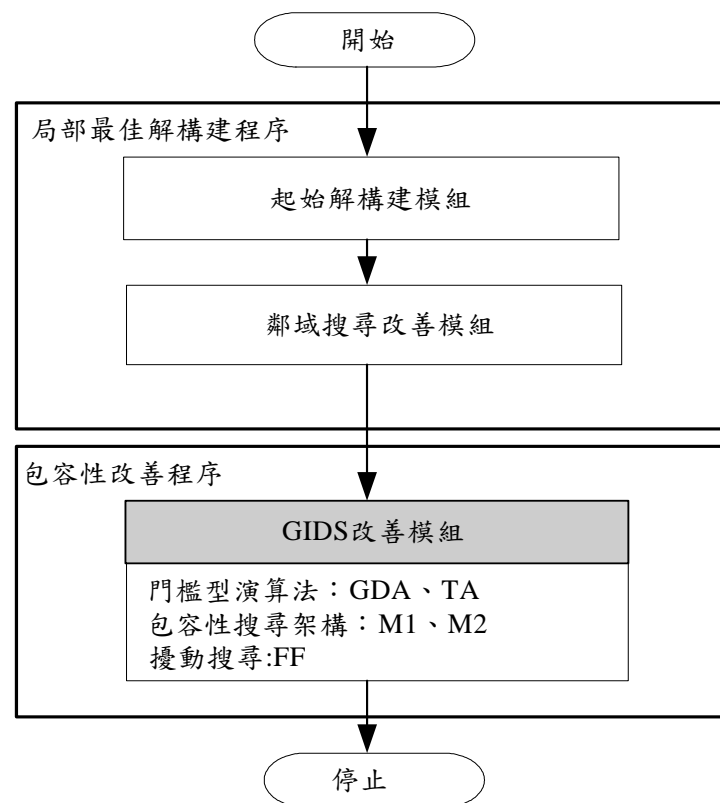 開始
局部最佳解構建程序
起始解構建模組
鄰域搜尋改善模組
包容性改善程序
GIDS改善模組
門檻型演算法：GDA、TA
包容性搜尋架構：M1、M2
擾動搜尋:FF
停止